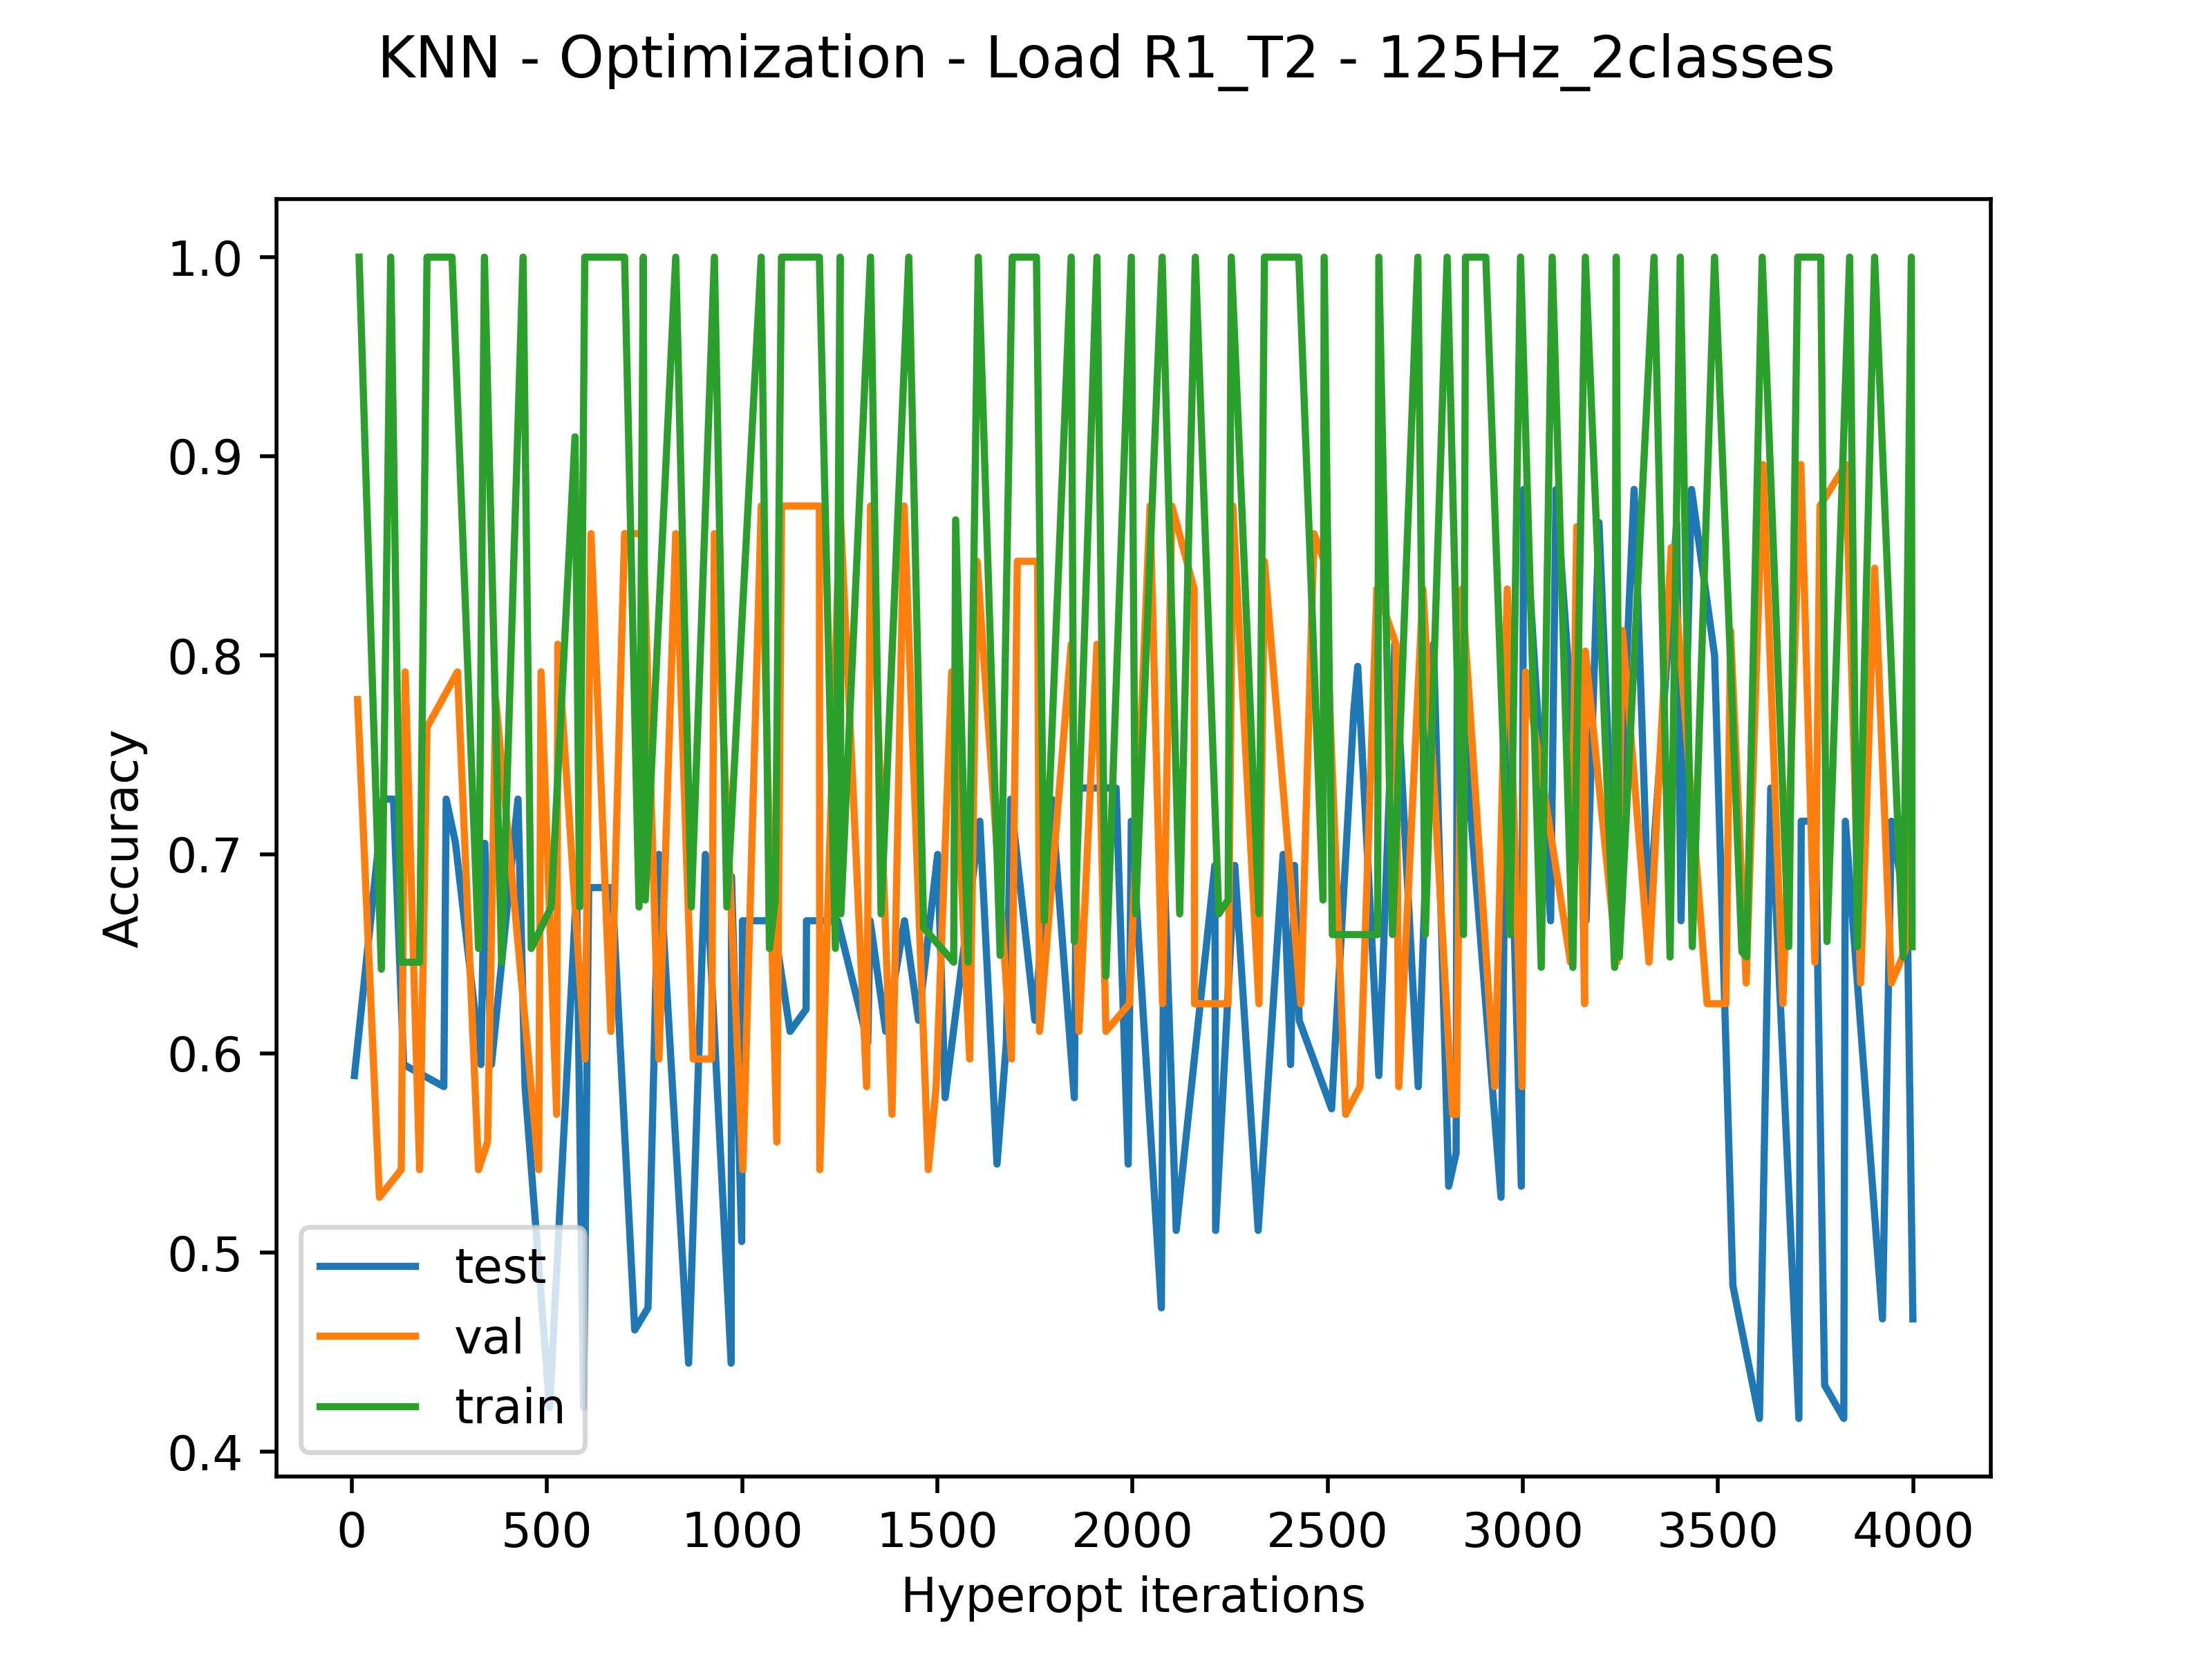 KNN - Optimization - Load R1_T2 - 125Hz_2classes
1.0
0.9
0.8
0.7
0.6
0.5
0.4
Accuracy
test
val
train
0 500 1000 1500 2000 2500 3000 3500 4000
Hyperopt iterations